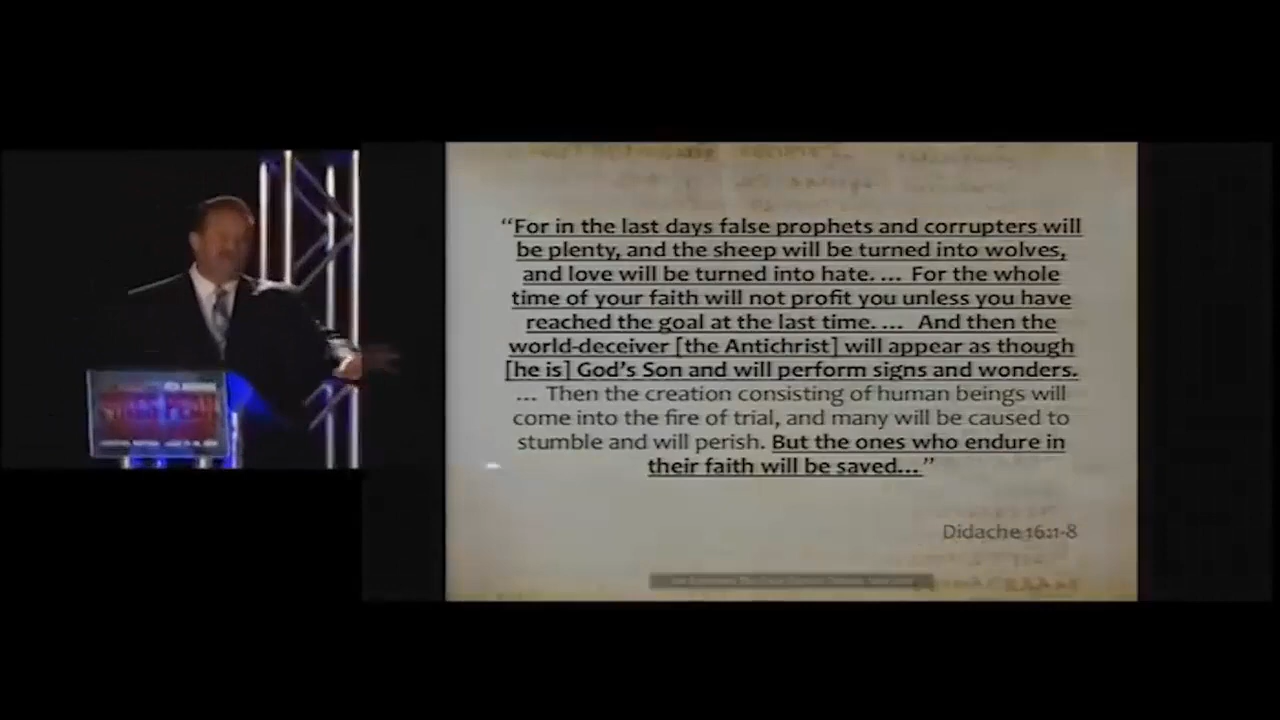 “For in the last days false prophets and corrupters will
be plenty, and the sheep will be turned into wolves,
and love will be turned into hate. ... For the whole
time of your faith will not profit you unless you have
reached the goal at the last time. ... And then the
world-deceiver [the Antichrist] will appear as though
[he is] God’s Son and will perform signs and wonders.
... Then the creation consisting of human beings will
come into the fire of trial, and many will be caused to
stumble and will perish. But the ones who endure in
their faith will be saved...”
Didache 16:1-8